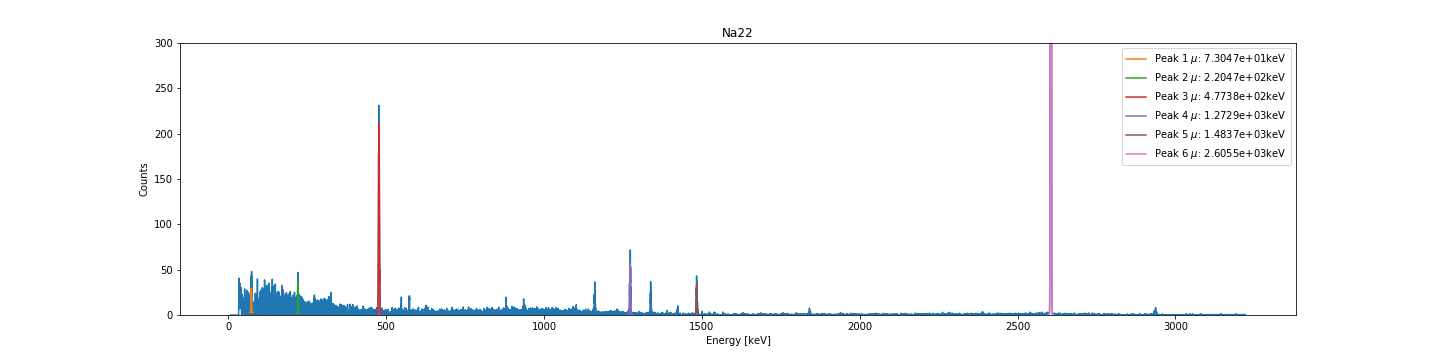 Na22
300
250
200
150
100
50
0
Counts
0
500
1000
1500
2000
2500
3000
Energy [keV]
Peak 1 μ: 7.3047e+01keV
Peak 2 μ: 2.2047e+02keV
Peak 3 μ: 4.7738e+02keV
Peak 4 μ: 1.2729e+03keV
Peak 5 μ: 1.4837e+03keV
Peak 6 μ: 2.6055e+03keV